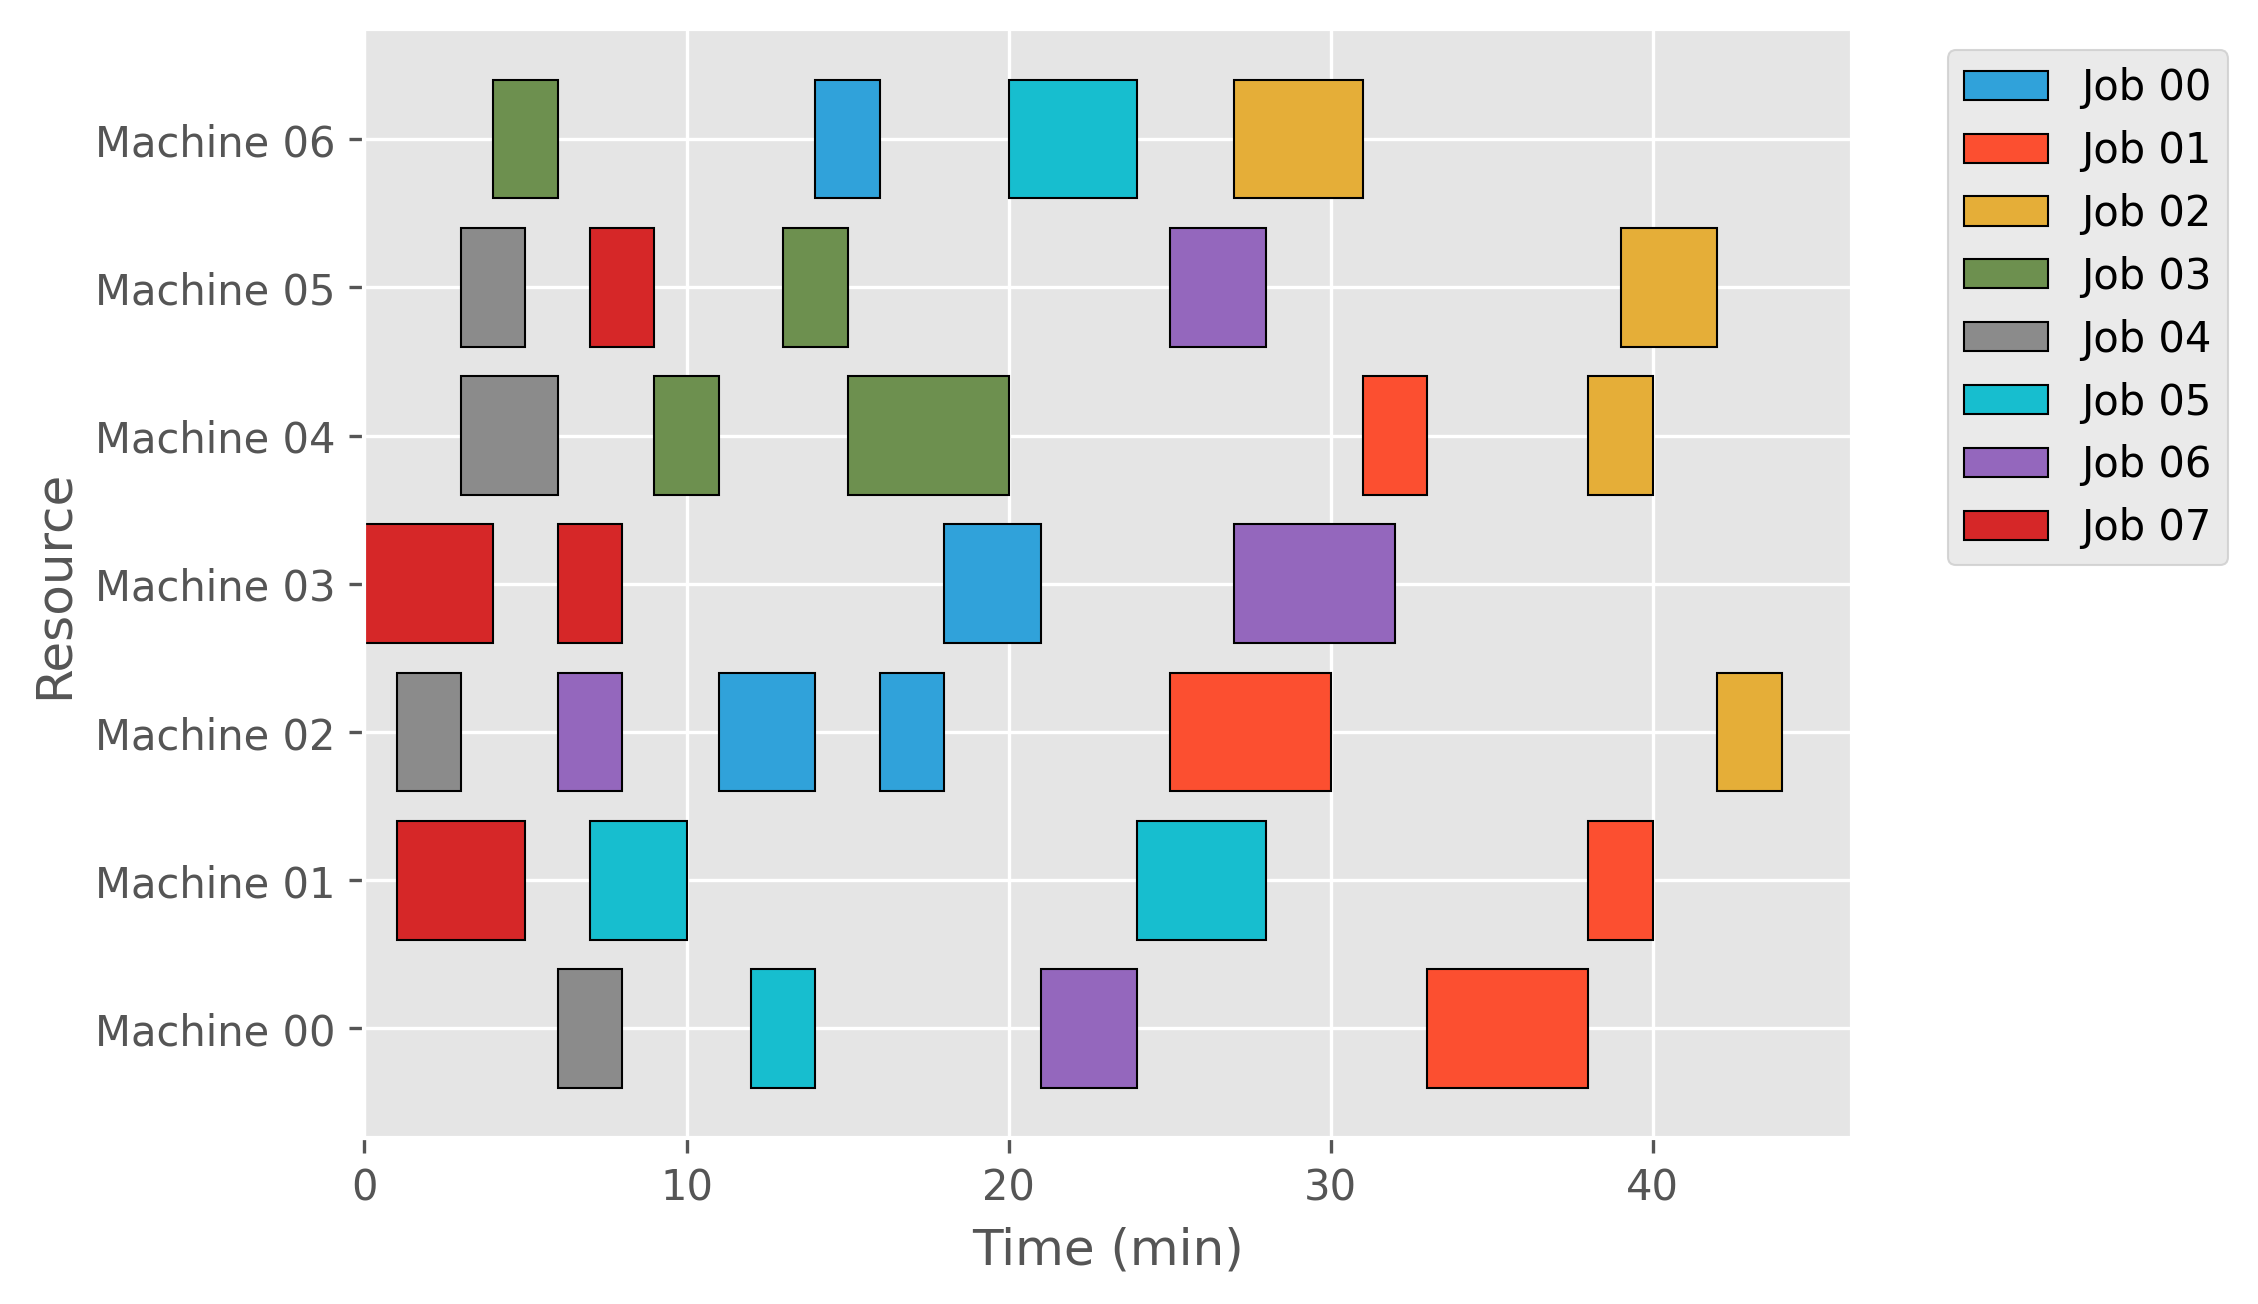 Machine 06
Machine 05
Machine 04
Machine 03
Machine 02
Machine 01
Machine 00
Resource
0 10 20 30 40
Time (min)
Job 00
Job 01
Job 02
Job 03
Job 04
Job 05
Job 06
Job 07